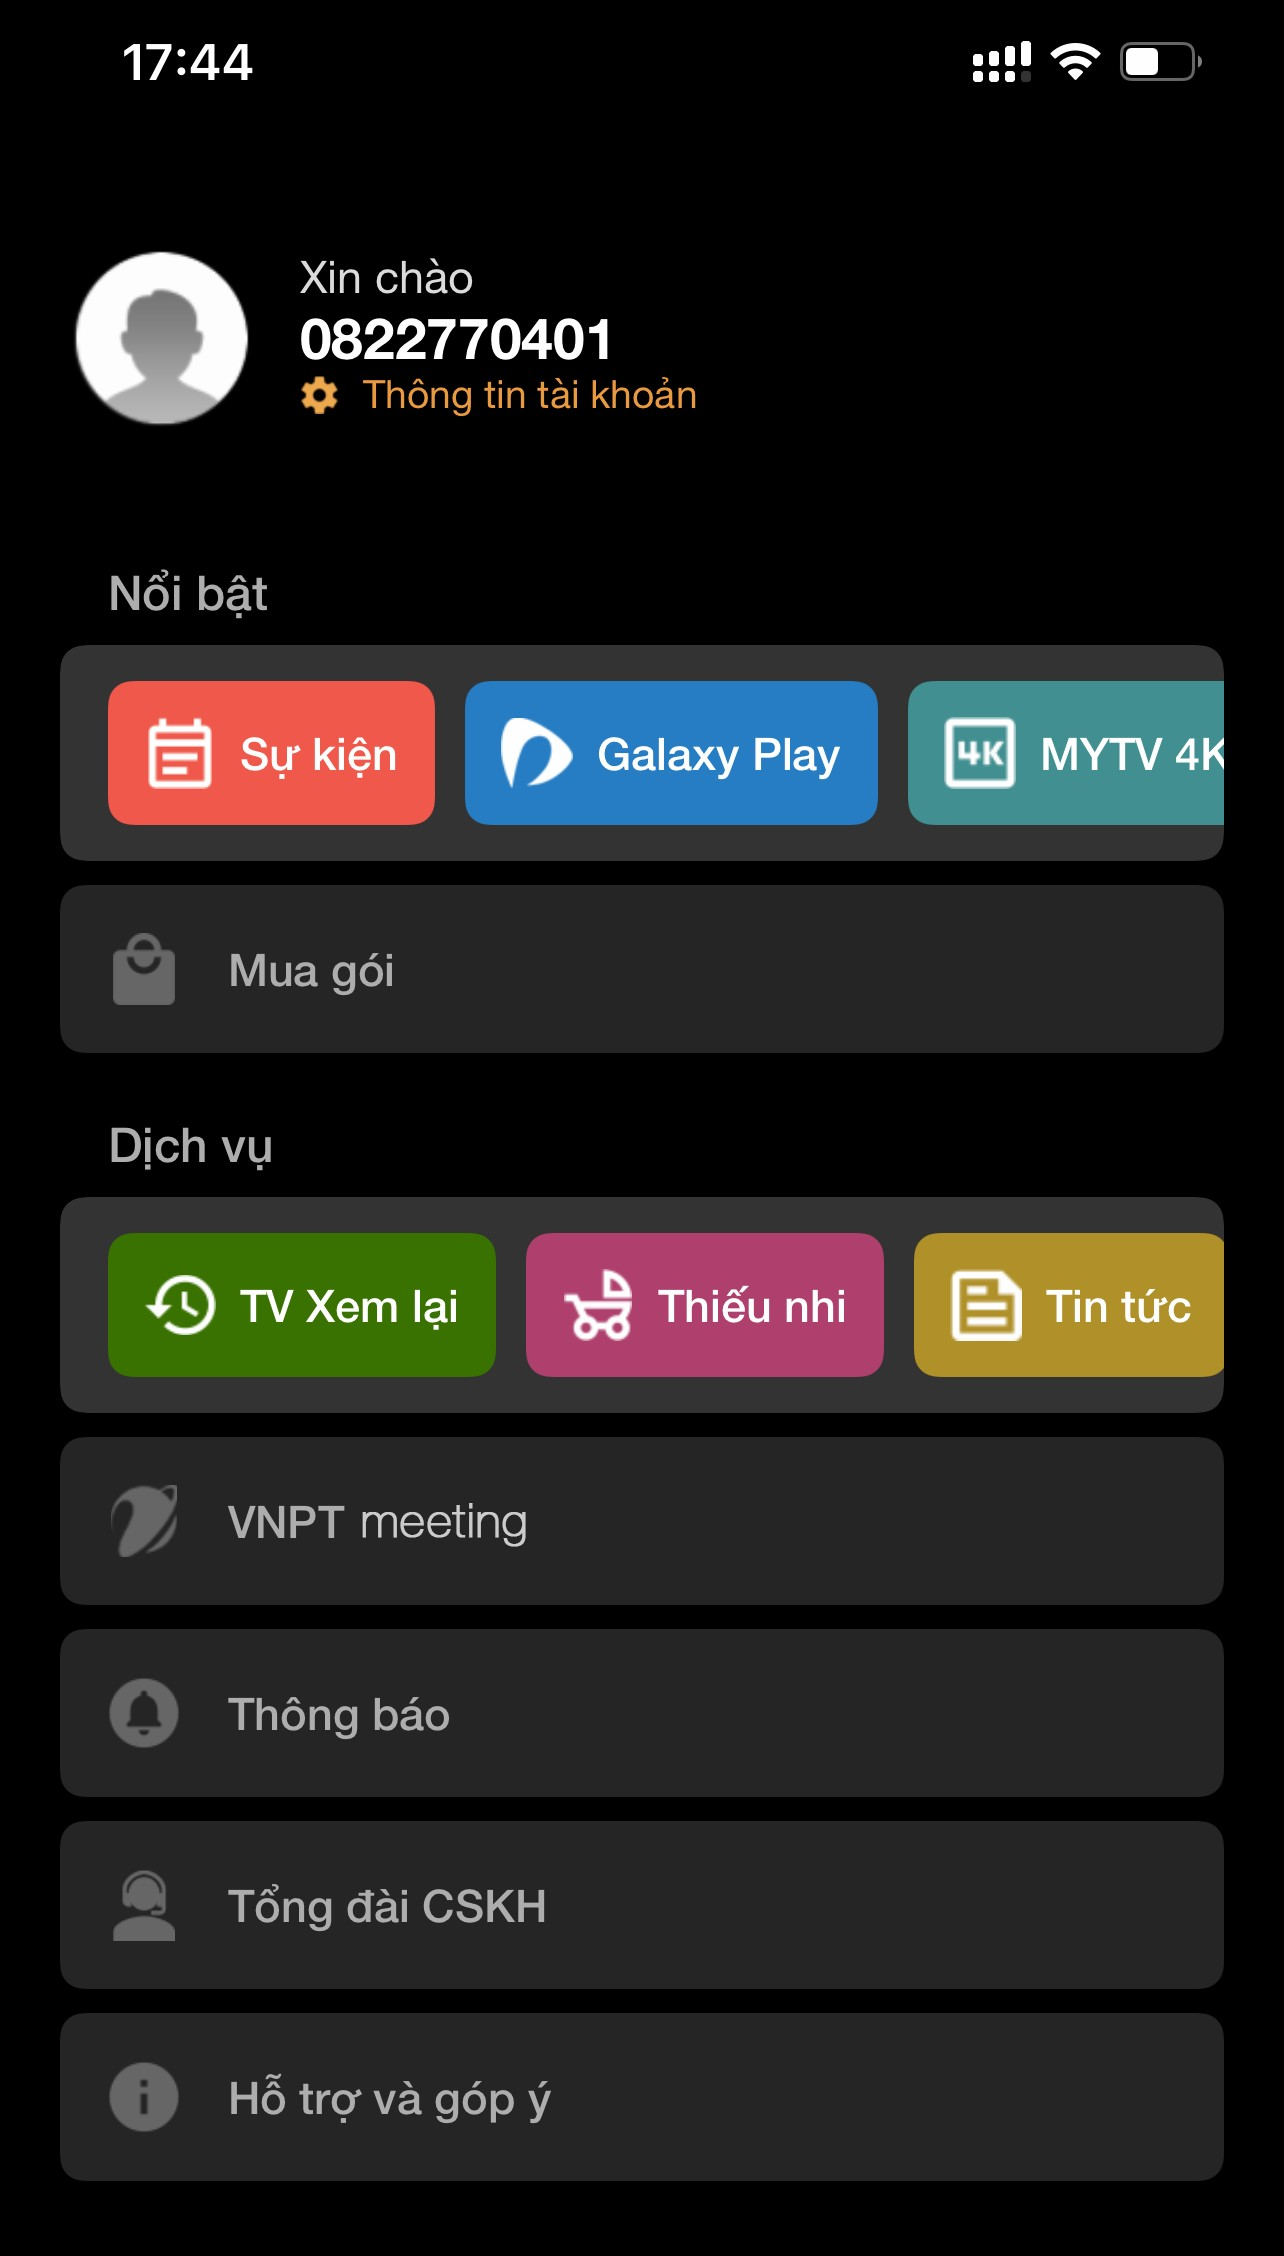 17:44
Xin chào
0822770401
Thông tin tài khoản
Nổi bật
Sự kiện
Galaxy Play
4K
MYTV 4K
Mua gói
Dịch vụ
TV Xem lại
Thiếu nhi
Tin tức
VNPT meeting
Thông báo
Tổng đài CSKH
Hỗ trợ và góp ý